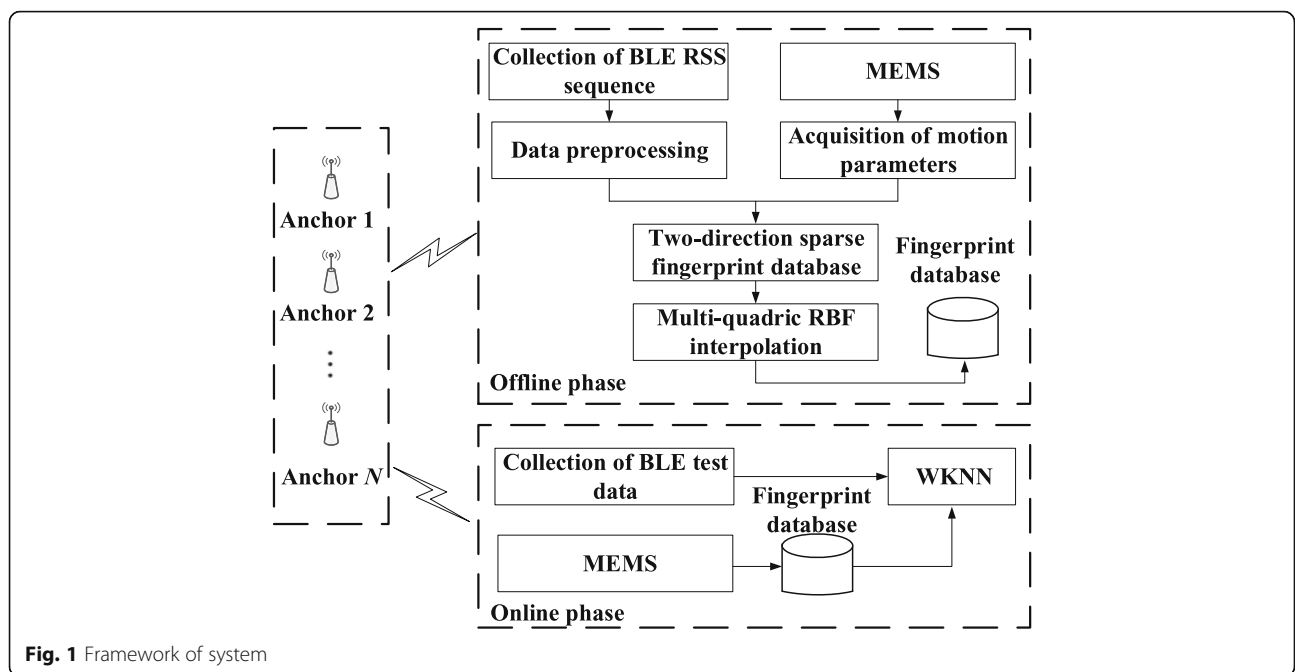 Anchor 1
Anchor 2
Anchor N
Collection of BLE RSS
sequence
MEMS
Data preprocessing
Acquisition of motion
parameters
Two-direction sparse
fingerprint database
Fingerprint
database
Multi-quadric RBF
interpolation
Offline phase
Collection of BLE test
data
WKNN
Fingerprint
database
MEMS
Online phase
Fig. 1 Framework of system